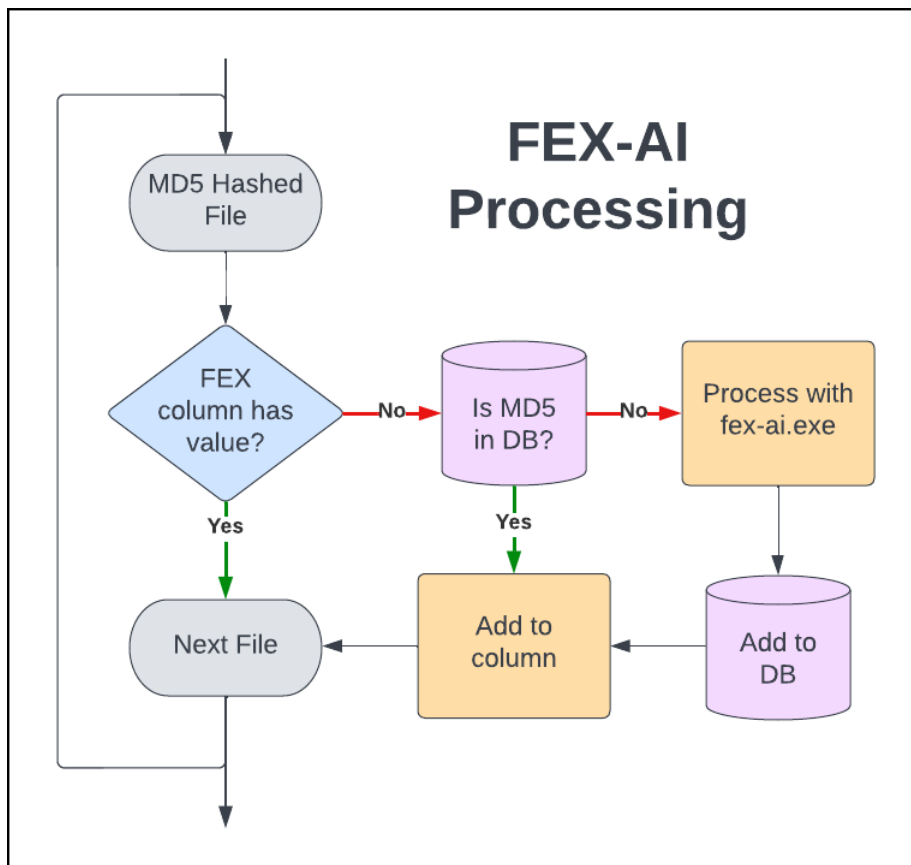 FEX-AI
Processing
MD5 Hashed
File
FEX
column has
value?
No
Is MD5
in DB?
No
Process with
fex-ai.exe
Yes
Yes
Next File
Add to
column
Add to
DB